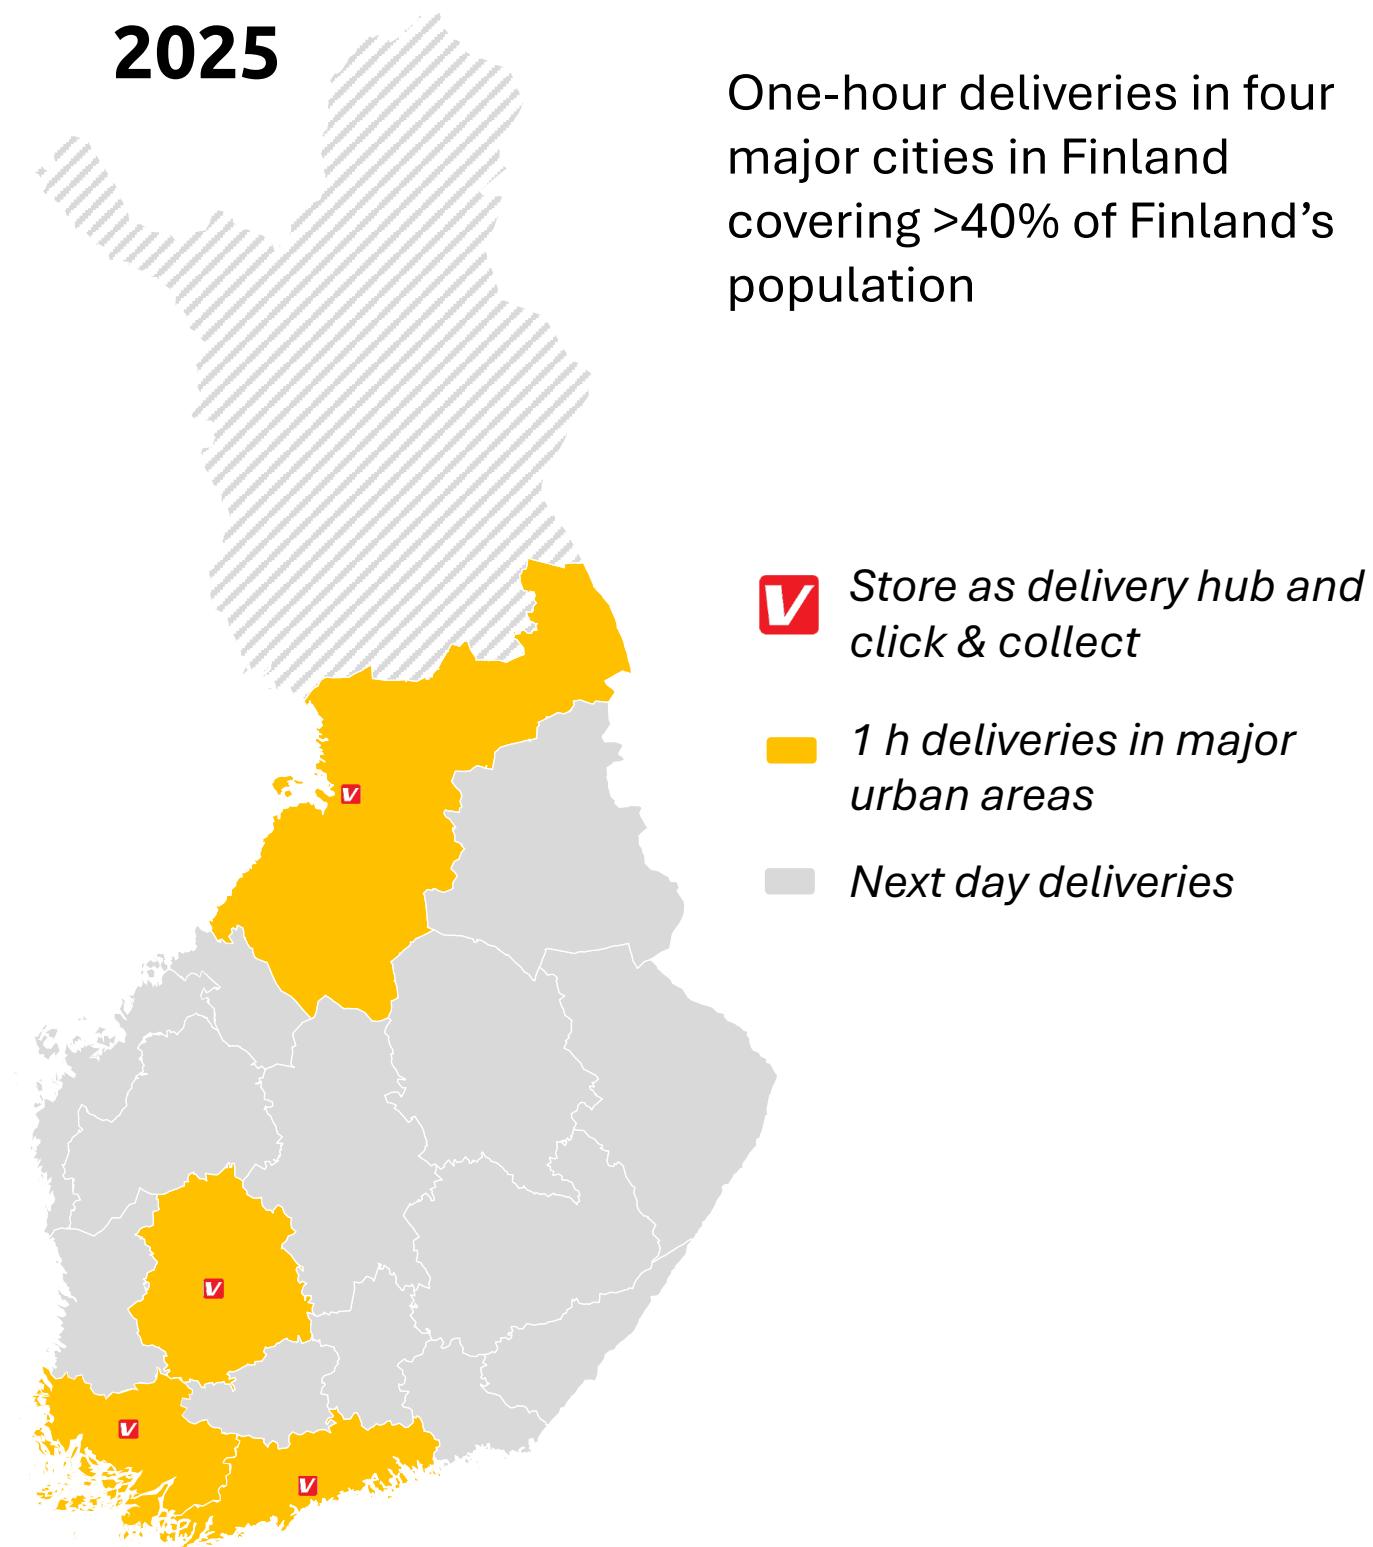 2025
One-hour deliveries in four
major cities in Finland
covering >40% of Finland’s
population
V
Store as delivery hub and
click & collect
1 h deliveries in major
urban areas
Next day deliveries
V
V
V
V